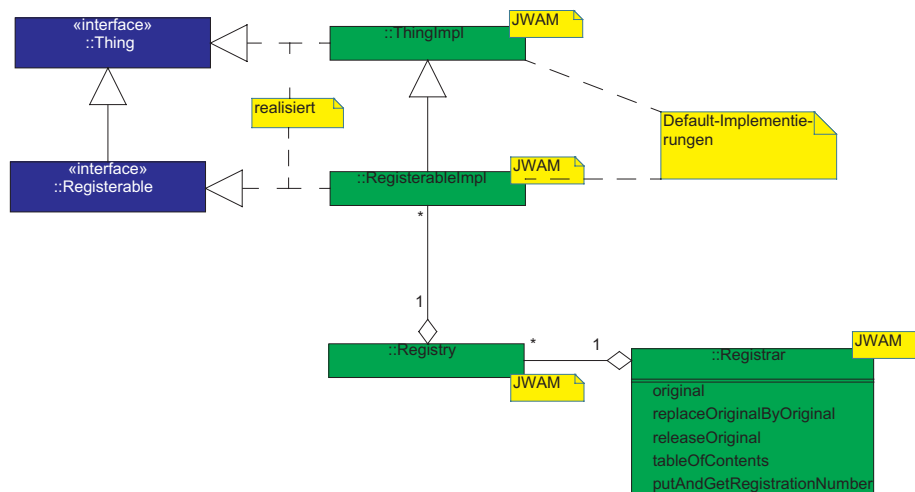 «interface»
::Thing
::ThingImpl
JWAM
realisiert
Default-Implementie-
rungen
«interface»
::Registerable
::RegisterableImpl
JWAM
*
1
::Registry
JWAM
*
1
::Registrar
JWAM
original
replaceOriginalByOriginal
releaseOriginal
tableOfContents
putAndGetRegistrationNumber